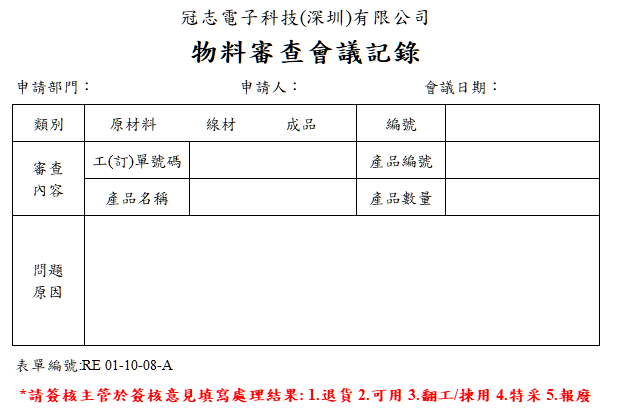 冠志電子科技(深圳)有限公司
物料審查會議記錄
申請部門： 申請人： 會議日期：
類別 原材料 線材 成品 編號
審查內容 工(訂)單號碼 產品編號
產品名稱 產品數量
問題
原因
表單編號:RE 01-10-08-A
*請簽核主管於簽核意見填寫處理結果: 1.退貨 2.可用 3.翻工/揀用 4.特采 5.報廢